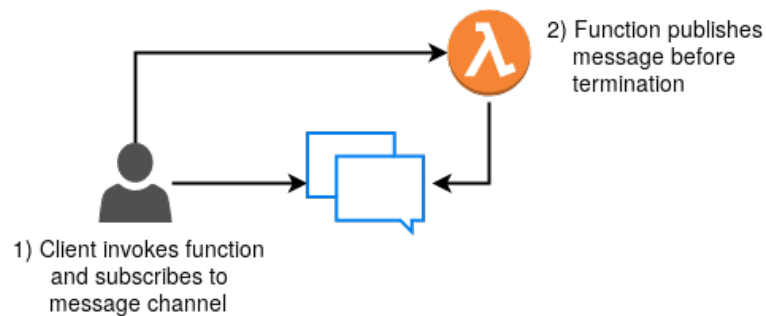 2) Function publishes
message before
termination
1) Client invokes function
and subscribes to
message channel